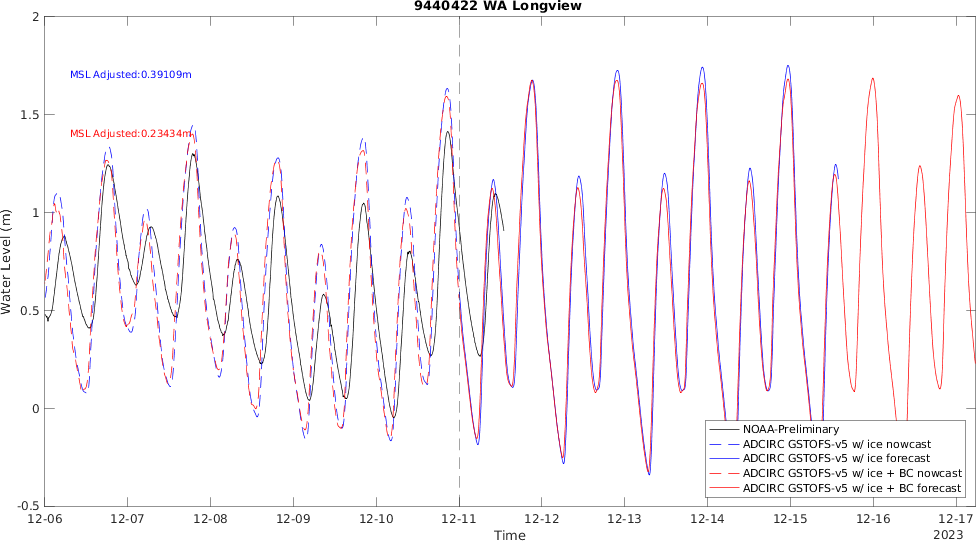 9440422 WA Longview
2
1.5
1
0.5
0
-0.5
Water Level (m)
MSL Adjusted:0.39109m
MSL Adjusted:0.23434m
NOAA-Preliminary
ADCIRC GSTOFS-v5 w/ ice nowcast
ADCIRC GSTOFS-v5 w/ ice forecast
ADCIRC GSTOFS-v5 w/ ice + BC nowcast
ADCIRC GSTOFS-v5 w/ ice + BC forecast
12-06 12-07 12-08 12-09 12-10 12-11 12-12 12-13 12-14 12-15 12-16 12-17
Time
2023